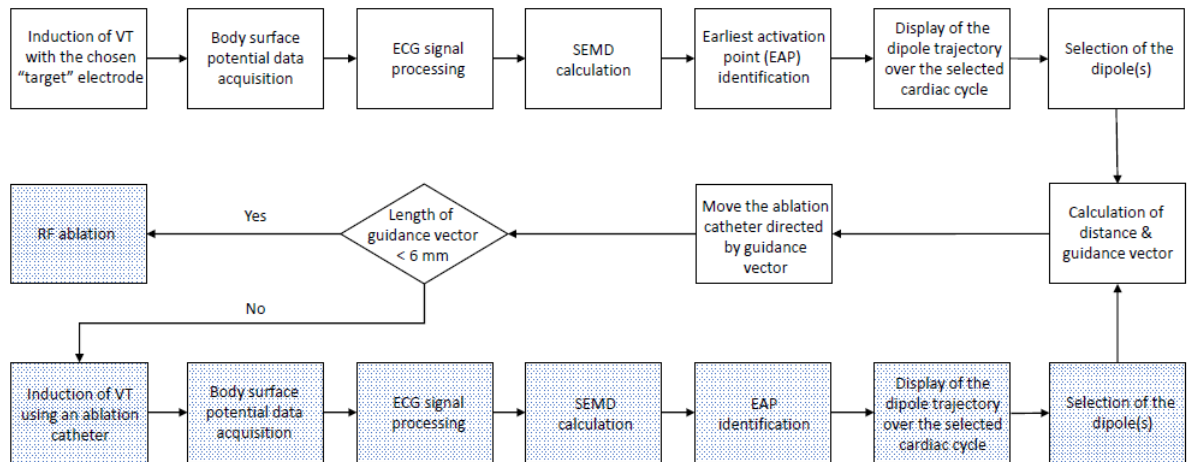 Induction of VT
with the chosen
“target” electrode
Body surface
potential data
acquisition
ECG signal
processing
SEMD
calculation
Earliest activation
point (EAP)
identification
Display of the
dipole trajectory
over the selected
cardiac cycle
Selection of the
dipole(s)
RF ablation
Yes
Length of
guidance vector
< 6 mm
Move the ablation
catheter directed
by guidance
vector
Calculation of
distance &
guidance vector
No
Induction of VT
using an ablation
catheter
Body surface
potential data
acquisition
ECG signal
processing
SEMD
calculation
EAP
identification
Display of the
dipole trajectory
over the selected
cardiac cycle
Selection of the
dipole(s)